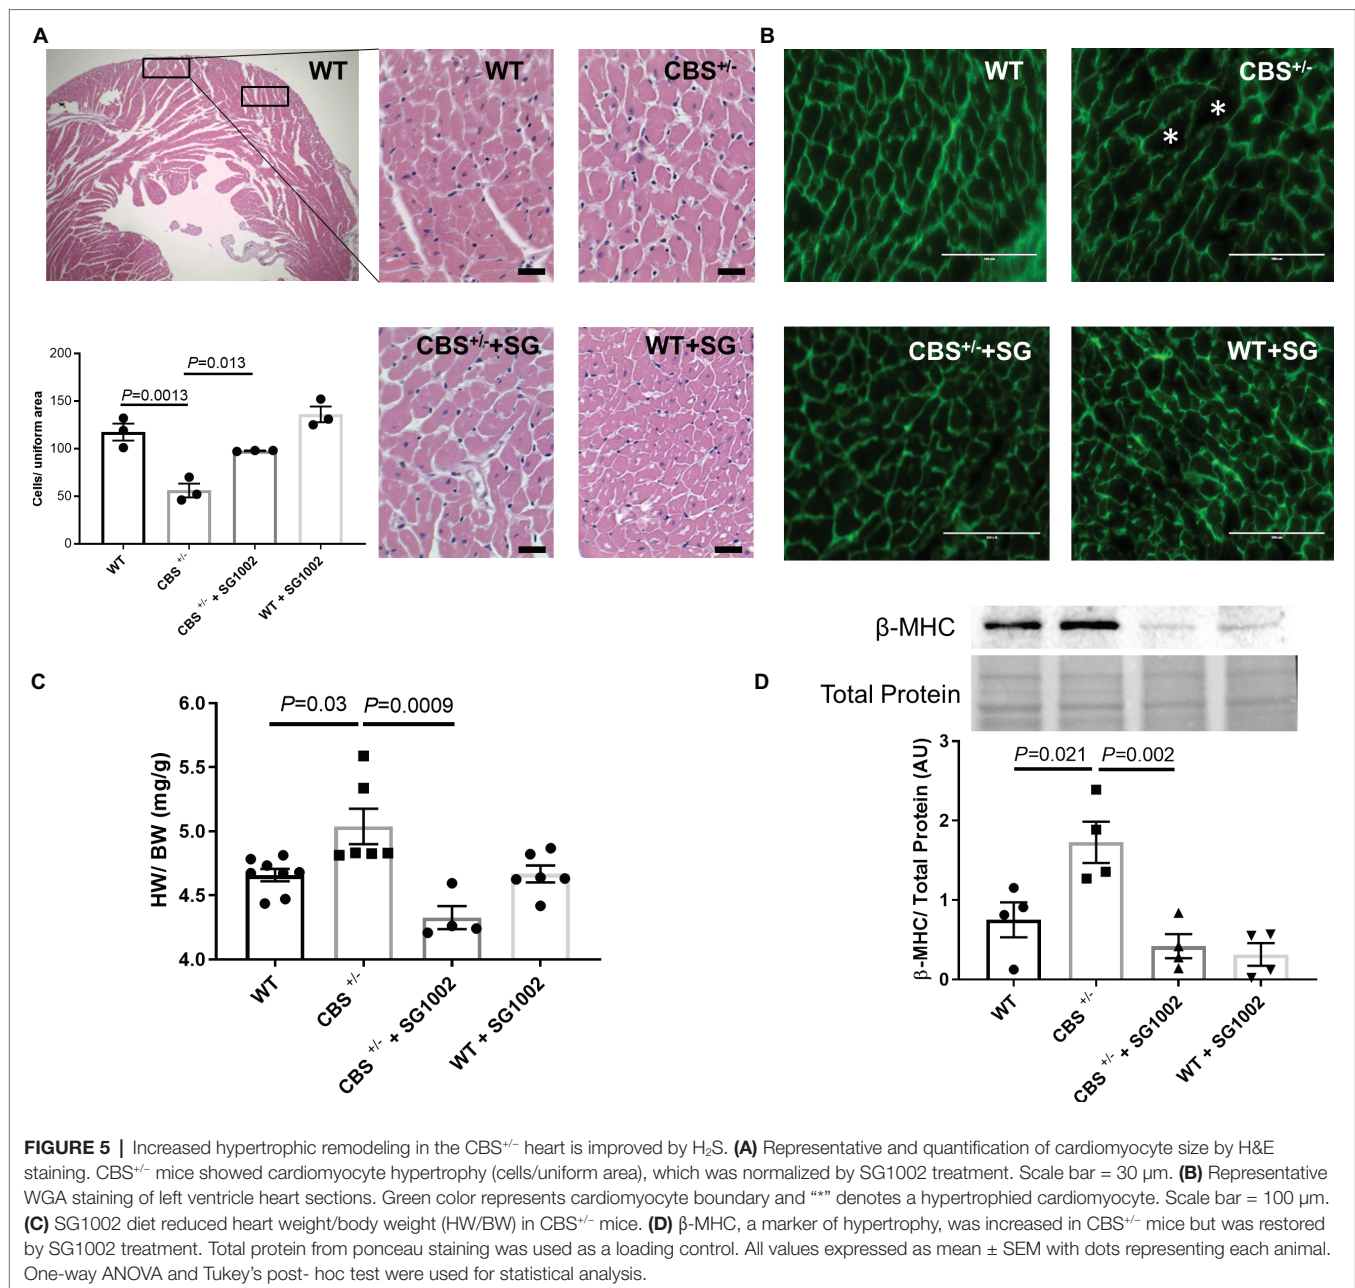 A
WT
WT
CBS+/-
CBS+/-+SG
WT+SG
P=0.013
P=0.0013
Cells/ uniform area
200
150
100
50
0
WT
CBS +/-
CBS +/- + SG1002
WT + SG1002
B
WT
CBS+/-
*
*
100 µm
CBS+/-+SG
WT+SG
C
P=0.03
P=0.0009
HW/ BW (mg/g)
6.0
5.5
5.0
4.5
4.0
WT
CBS +/-
CBS +/- + SG1002
WT + SG1002
D
β-MHC
Total Protein
P=0.021
P=0.002
β-MHC/ Total Protein (AU)
3
2
1
0
WT
CBS +/-
CBS +/- + SG1002
WT + SG1002
FIGURE 5 | Increased hypertrophic remodeling in the CBS+/− heart is improved by H₂S. (A) Representative and quantification of cardiomyocyte size by H&E
staining. CBS+/− mice showed cardiomyocyte hypertrophy (cells/uniform area), which was normalized by SG1002 treatment. Scale bar = 30 µm. (B) Representative
WGA staining of left ventricle heart sections. Green color represents cardiomyocyte boundary and “*” denotes a hypertrophied cardiomyocyte. Scale bar = 100 µm.
(C) SG1002 diet reduced heart weight/body weight (HW/BW) in CBS+/− mice. (D) β-MHC, a marker of hypertrophy, was increased in CBS+/− mice but was restored
by SG1002 treatment. Total protein from ponceau staining was used as a loading control. All values expressed as mean ± SEM with dots representing each animal.
One-way ANOVA and Tukey’s post- hoc test were used for statistical analysis.